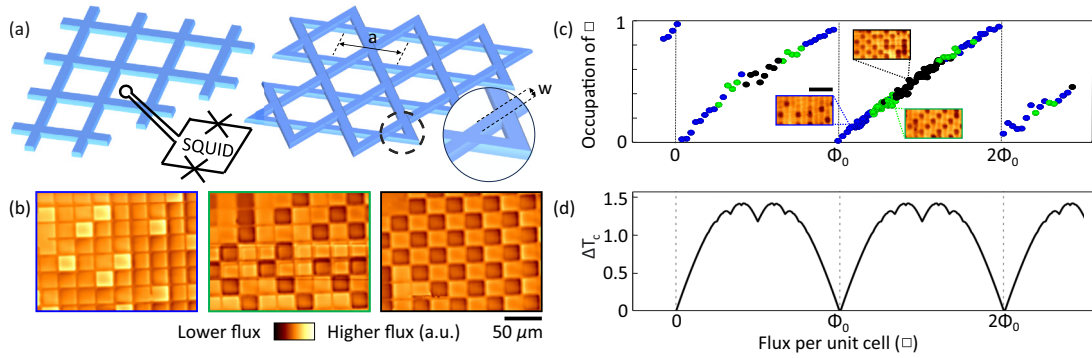 (a)
a
w
SQUID
(b)
Lower flux
Higher flux (a.u.)
50 μm
(c)
Occupation of □
1
0
0
Φ₀
2Φ₀
(d)
ΔT_c
1.5
1.0
0.5
0
0
Φ₀
2Φ₀
Flux per unit cell (□)